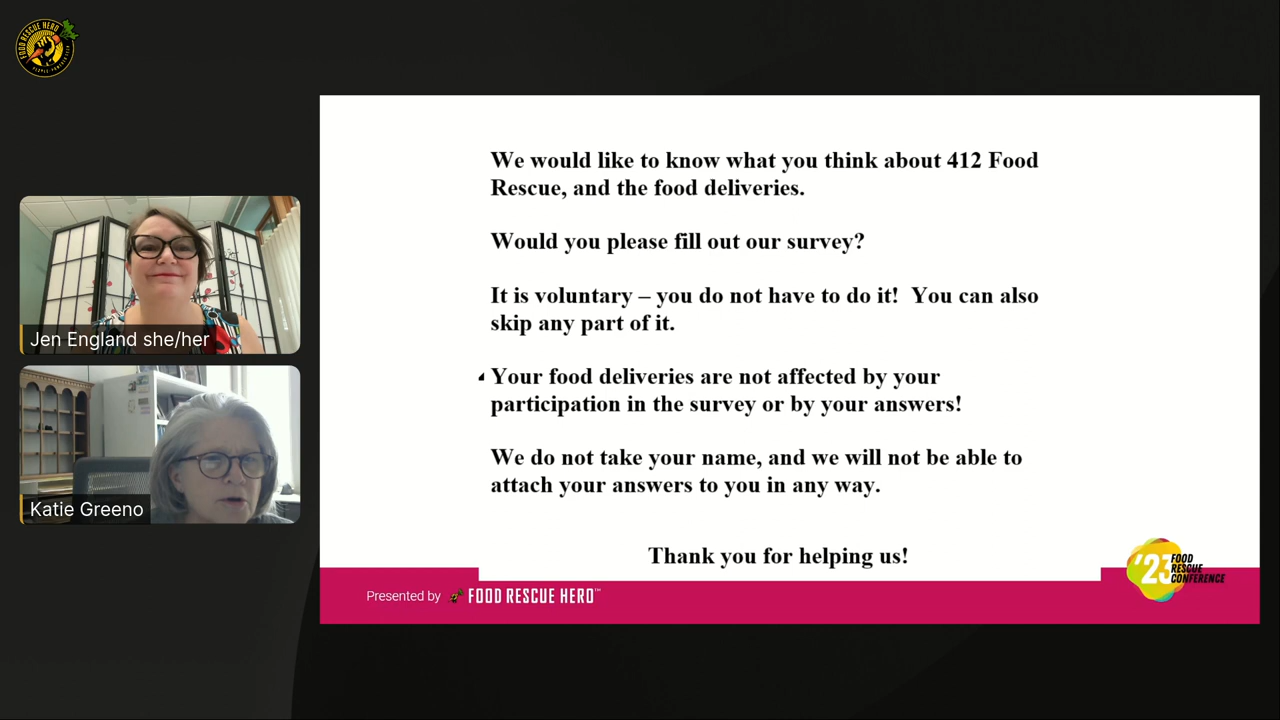 FOOD RESCUE HERO
We would like to know what you think about 412 Food
Rescue, and the food deliveries.
Would you please fill out our survey?
It is voluntary – you do not have to do it!  You can also
skip any part of it.
Your food deliveries are not affected by your
participation in the survey or by your answers!
We do not take your name, and we will not be able to
attach your answers to you in any way.
Thank you for helping us!
Jen England she/her
Katie Greeno
Presented by FOOD RESCUE HERO™
'23 FOOD
RESCUE
CONFERENCE